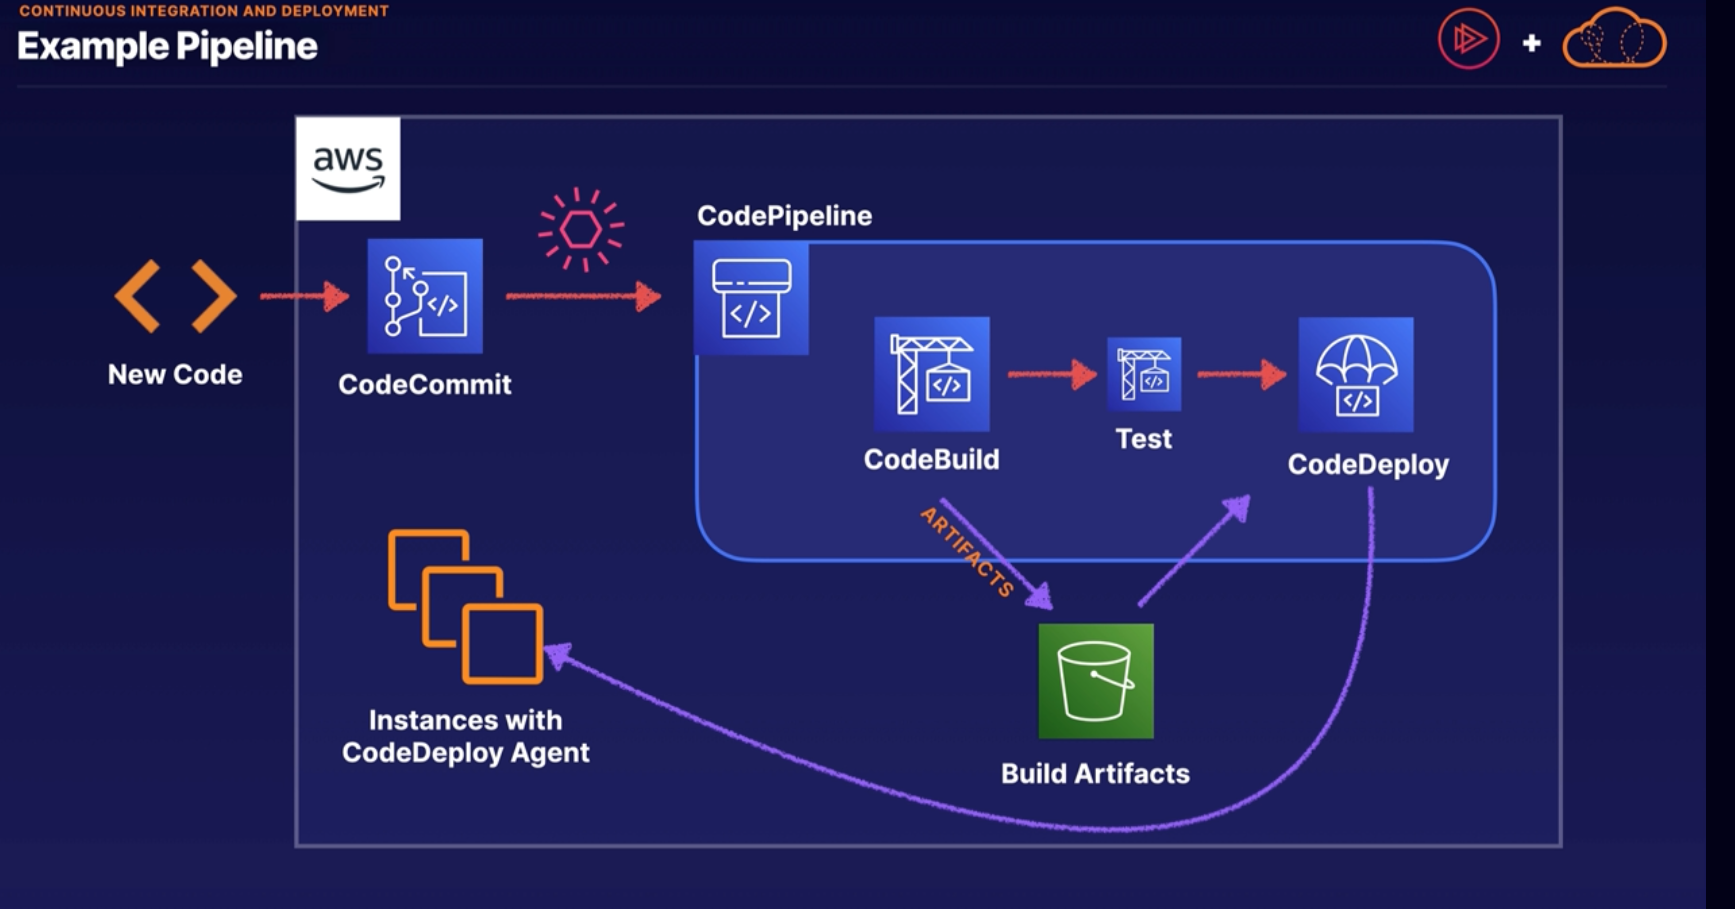 CONTINUOUS INTEGRATION AND DEPLOYMENT
Example Pipeline
+
aws
CodePipeline
</>
</>
</>
</>
</>
New Code
CodeCommit
CodeBuild
Test
CodeDeploy
ARTIFACTS
Instances with
CodeDeploy Agent
Build Artifacts